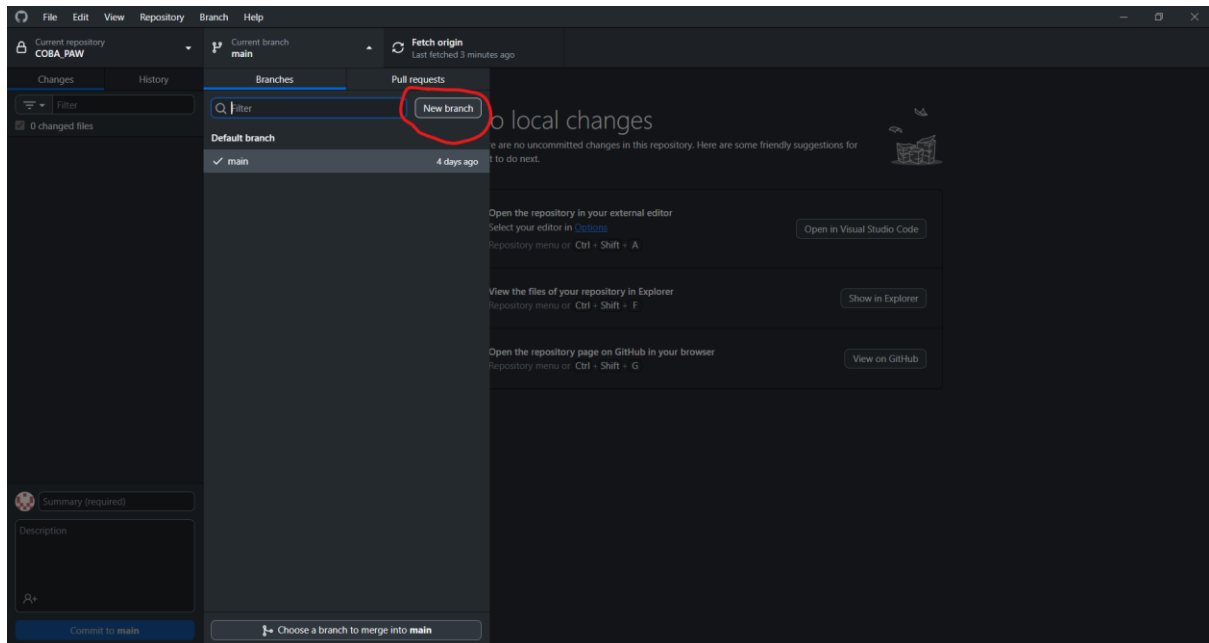 File Edit View Repository Branch Help
Current repository
COBA_PAW
Current branch
main
Fetch origin
Last fetched 3 minutes ago
Changes History
Branches Pull requests
Filter
0 changed files
Filter New branch
Default branch
main 4 days ago
o local changes
e are no uncommitted changes in this repository. Here are some friendly suggestions for
t to do next.
Open the repository in your external editor
Select your editor in Options
Repository menu or Ctrl + Shift + A
Open in Visual Studio Code
View the files of your repository in Explorer
Repository menu or Ctrl + Shift + F
Show in Explorer
Open the repository page on GitHub in your browser
Repository menu or Ctrl + Shift + G
View on GitHub
Summary (required)
Description
Commit to main
Choose a branch to merge into main